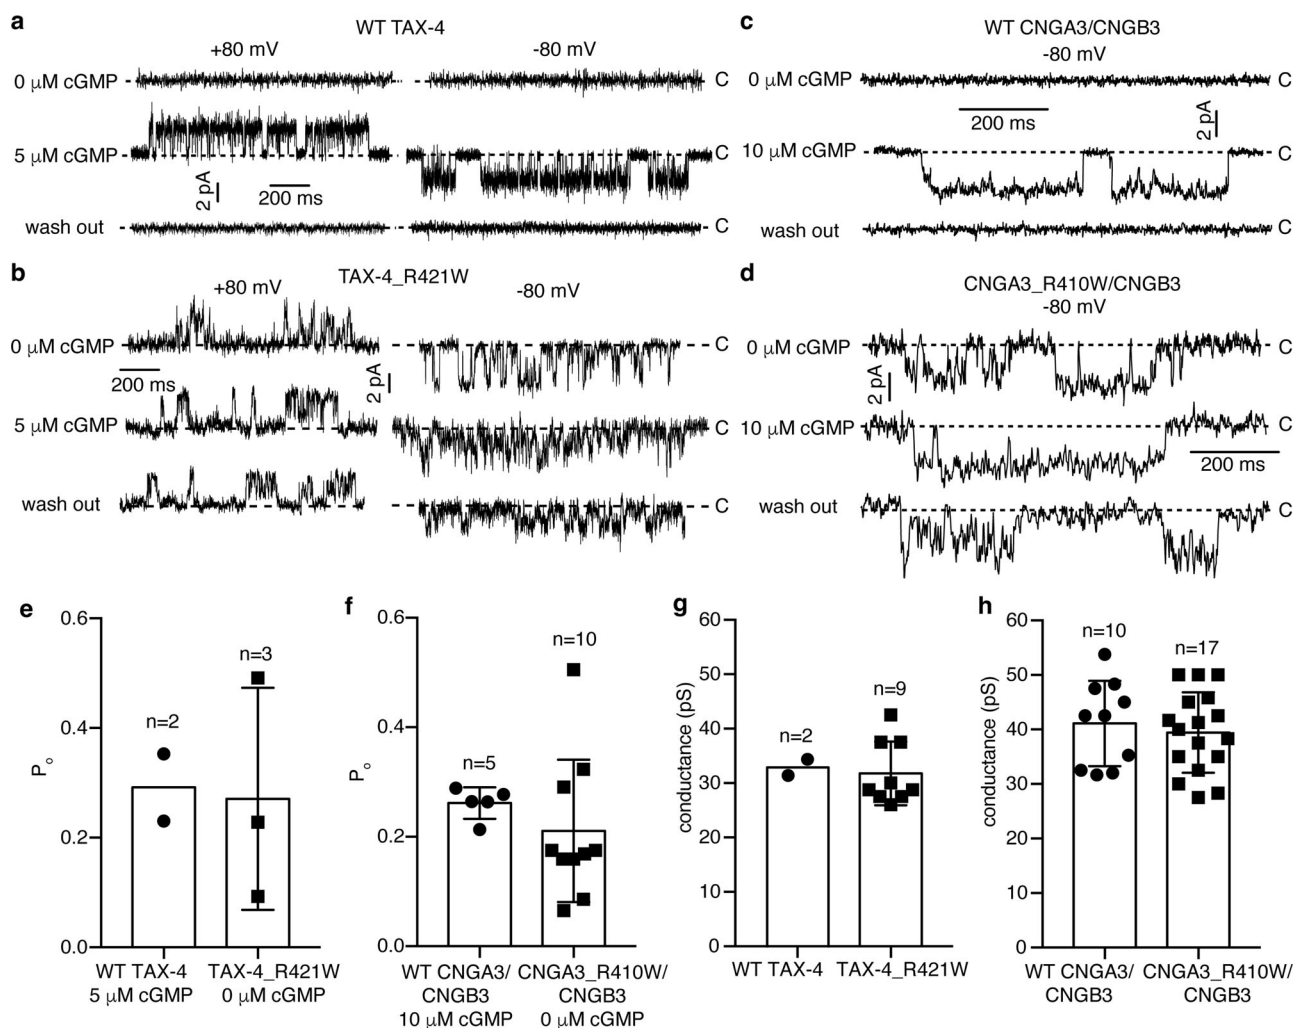 a
WT TAX-4
+80 mV
-80 mV
0 μM cGMP
C
5 μM cGMP
C
2 pA
200 ms
wash out
C
b
TAX-4_R421W
+80 mV
-80 mV
0 μM cGMP
C
200 ms
2 pA
5 μM cGMP
C
wash out
C
c
WT CNGA3/CNGB3
-80 mV
0 μM cGMP
C
200 ms
2 pA
10 μM cGMP
C
wash out
C
d
CNGA3_R410W/CNGB3
-80 mV
0 μM cGMP
C
2 pA
10 μM cGMP
C
200 ms
wash out
C
e
Po
0.6
0.4
0.2
0.0
n=2
n=3
WT TAX-4
5 μM cGMP
TAX-4_R421W
0 μM cGMP
f
Po
0.6
0.4
0.2
0.0
n=5
n=10
WT CNGA3/
CNGB3
10 μM cGMP
CNGA3_R410W/
CNGB3
0 μM cGMP
g
conductance (pS)
60
50
40
30
20
10
0
n=2
n=9
WT TAX-4
TAX-4_R421W
h
conductance (pS)
60
50
40
30
20
10
0
n=10
n=17
WT CNGA3/
CNGB3
CNGA3_R410W/
CNGB3